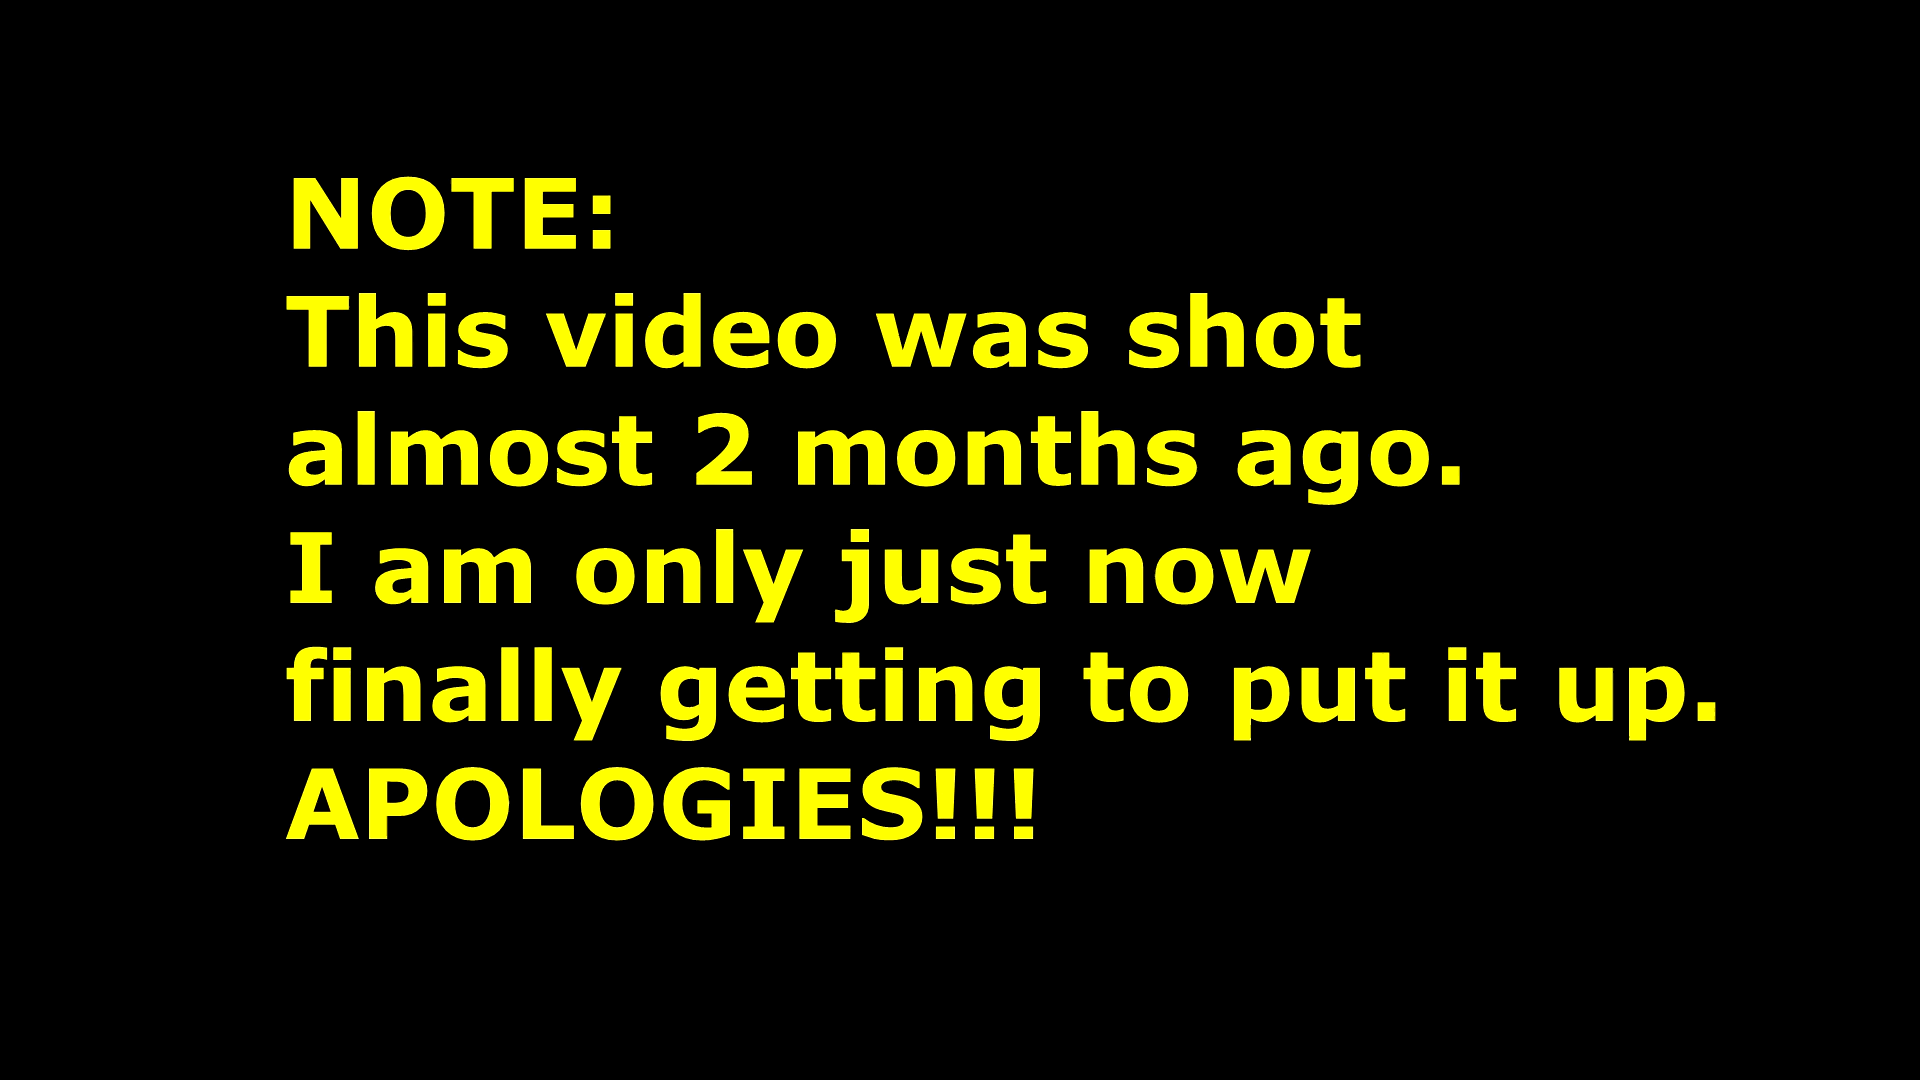 NOTE:
This video was shot
almost 2 months ago.
I am only just now
finally getting to put it up.
APOLOGIES!!!